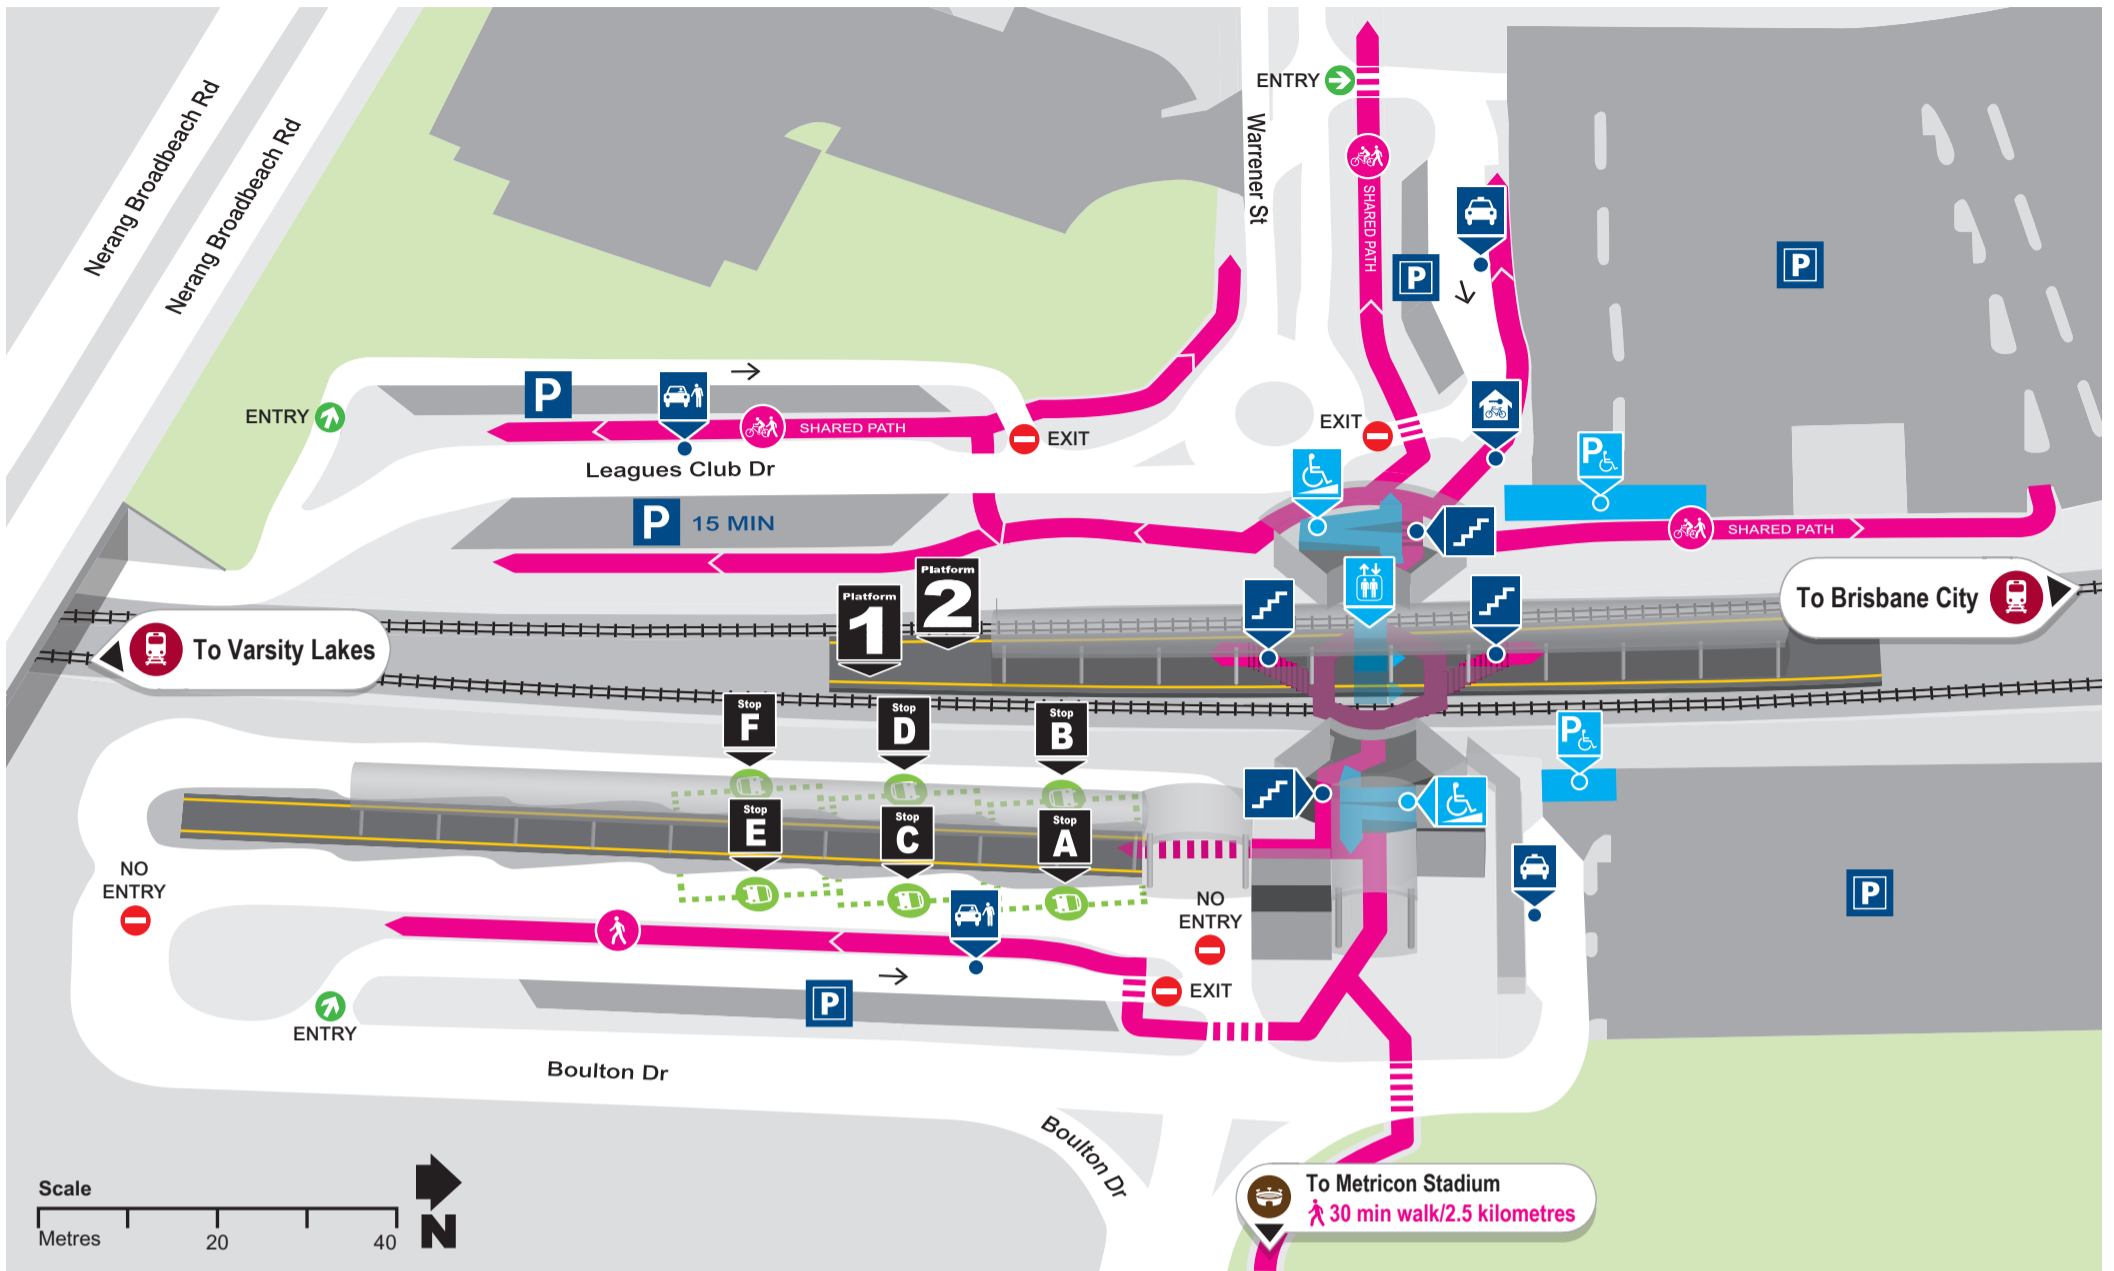 Nerang Broadbeach Rd
Nerang Broadbeach Rd
Warrener St
ENTRY
SHARED PATH
P
P
ENTRY
P
SHARED PATH
EXIT
EXIT
Leagues Club Dr
P
P 15 MIN
SHARED PATH
Platform
1
Platform
2
To Brisbane City
To Varsity Lakes
Stop
F
Stop
D
Stop
B
P
Stop
E
Stop
C
Stop
A
NO
ENTRY
NO
ENTRY
P
EXIT
P
ENTRY
Boulton Dr
Boulton Dr
To Metricon Stadium
30 min walk/2.5 kilometres
Scale
Metres
20
40
N